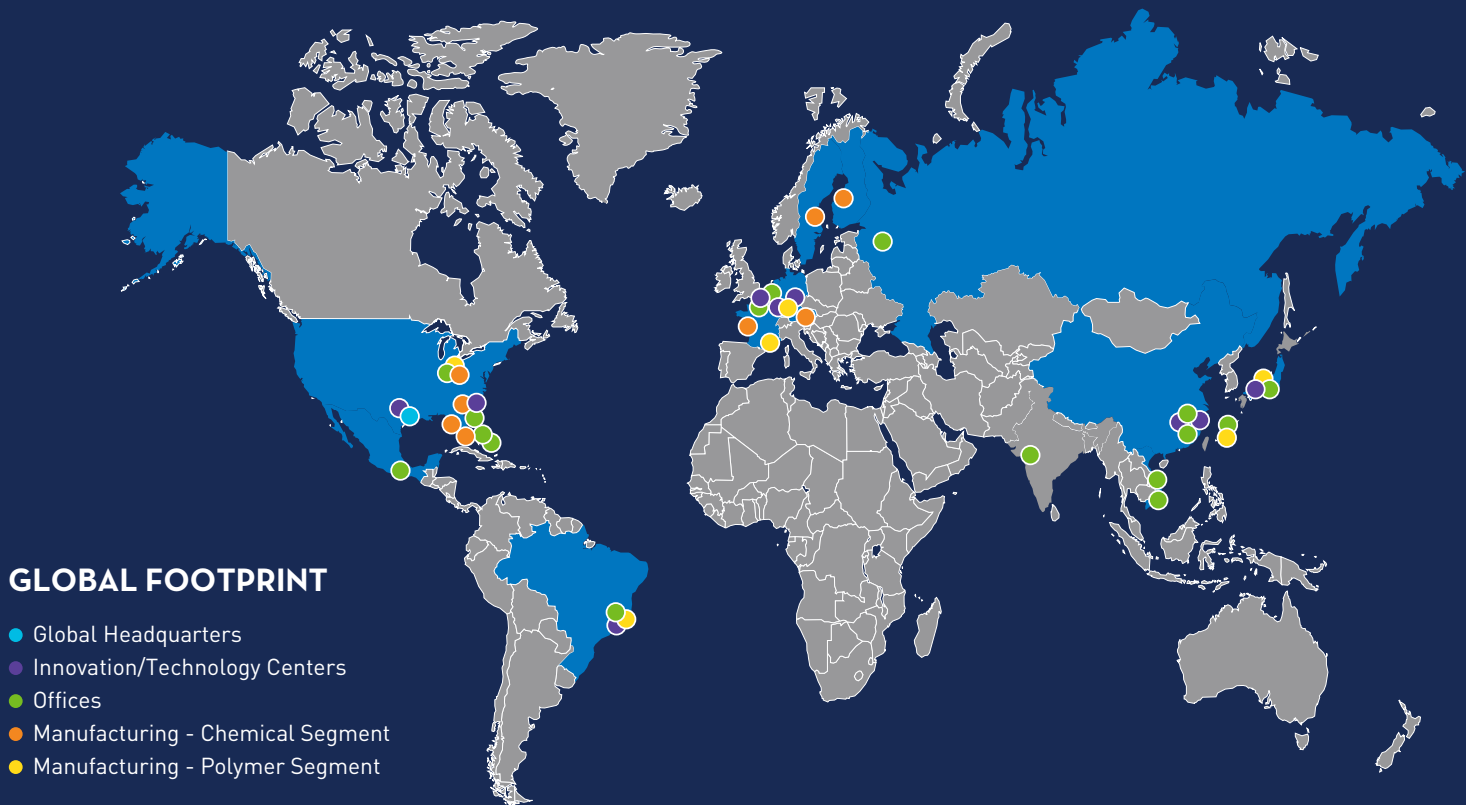 GLOBAL FOOTPRINT
Global Headquarters
Innovation/Technology Centers
Offices
Manufacturing - Chemical Segment
Manufacturing - Polymer Segment